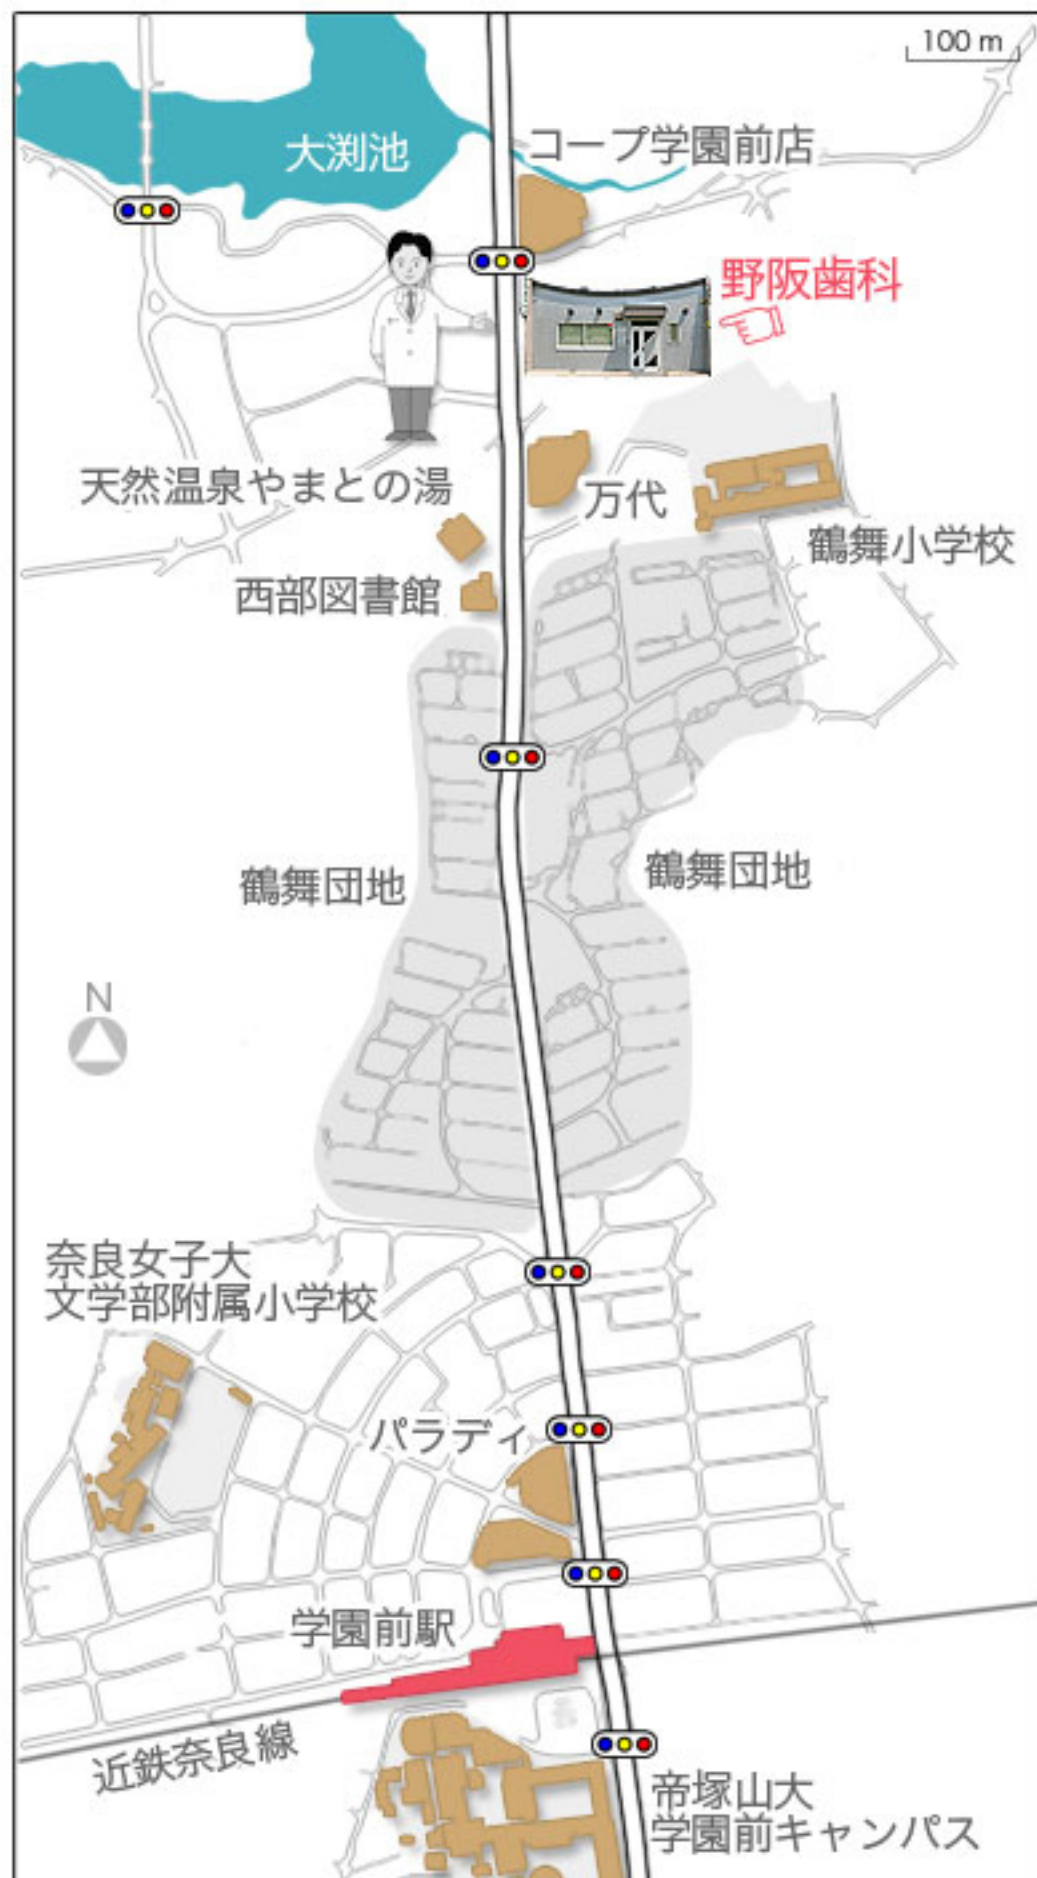 100 m
大渕池
コープ学園前店
野阪歯科
天然温泉やまとの湯
万代
鶴舞小学校
西部図書館
鶴舞団地
鶴舞団地
N
奈良女子大
文学部附属小学校
パラディ
学園前駅
近鉄奈良線
帝塚山大
学園前キャンパス